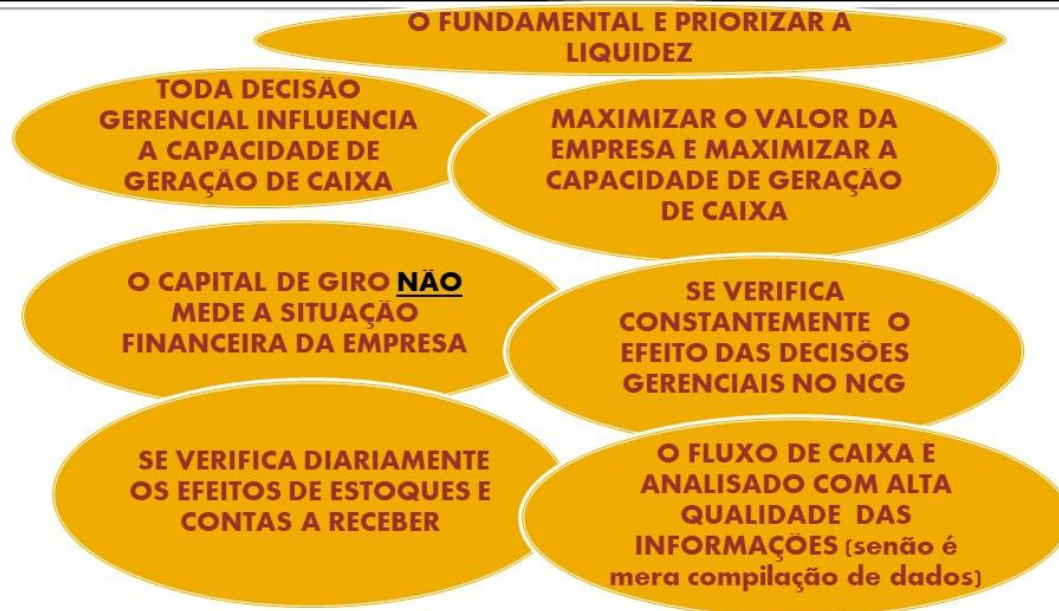 O FUNDAMENTAL É PRIORIZAR A
LIQUIDEZ
TODA DECISÃO
GERENCIAL INFLUENCIA
A CAPACIDADE DE
GERAÇÃO DE CAIXA
MAXIMIZAR O VALOR DA
EMPRESA É MAXIMIZAR A
CAPACIDADE DE GERAÇÃO
DE CAIXA
O CAPITAL DE GIRO NÃO
MEDE A SITUAÇÃO
FINANCEIRA DA EMPRESA
SE VERIFICA
CONSTANTEMENTE O
EFEITO DAS DECISÕES
GERENCIAIS NO NCG
SE VERIFICA DIARIAMENTE
OS EFEITOS DE ESTOQUES E
CONTAS A RECEBER
O FLUXO DE CAIXA É
ANALISADO COM ALTA
QUALIDADE DAS
INFORMAÇÕES (senão é
mera compilação de dados)